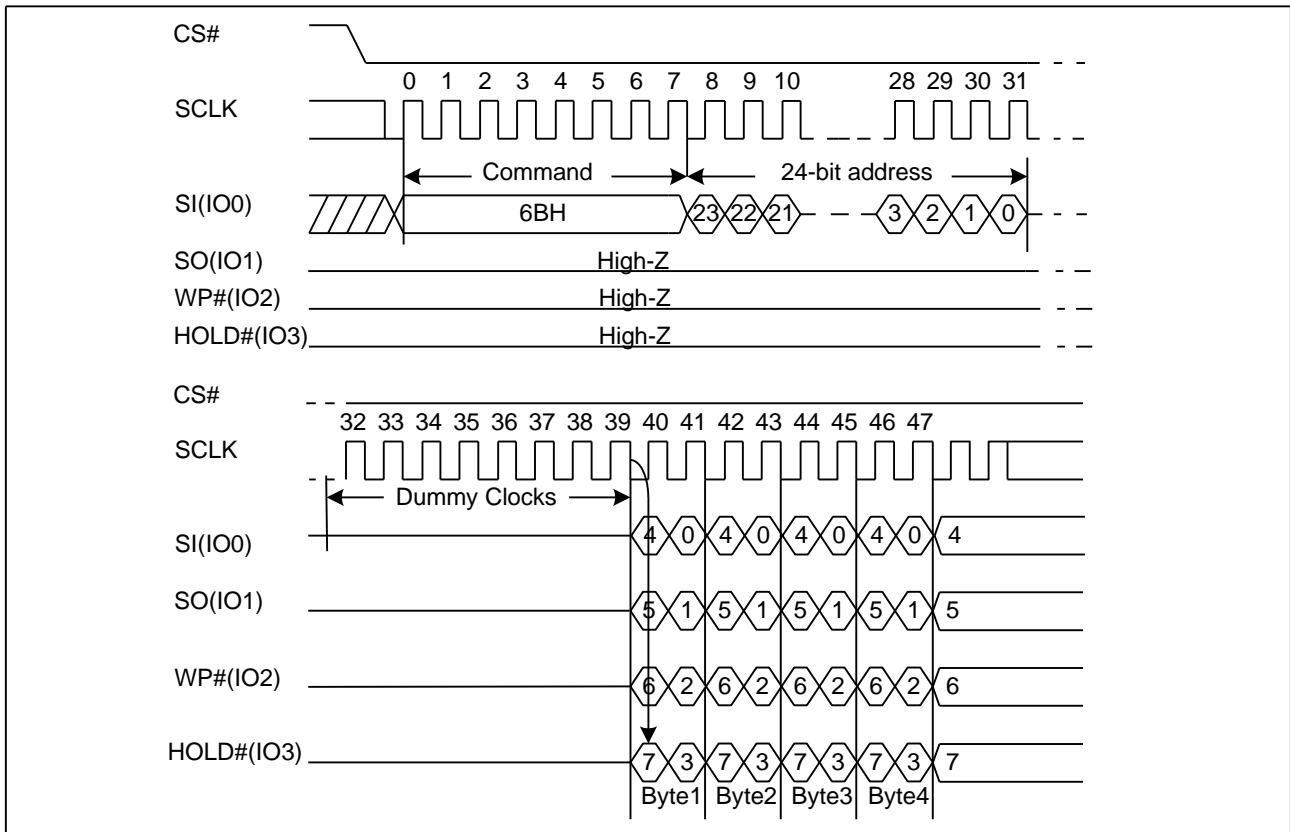 CS#
0 1 2 3 4 5 6 7 8 9 10 28 29 30 31
SCLK
Command 24-bit address
SI(IO0) 6BH 23 22 21 3 2 1 0
SO(IO1) High-Z
WP#(IO2) High-Z
HOLD#(IO3) High-Z
CS#
32 33 34 35 36 37 38 39 40 41 42 43 44 45 46 47
SCLK
Dummy Clocks
SI(IO0) 4 0 4 0 4 0 4 0 4
SO(IO1) 5 1 5 1 5 1 5 1 5
WP#(IO2) 6 2 6 2 6 2 6 2 6
HOLD#(IO3) 7 3 7 3 7 3 7 3 7
Byte1 Byte2 Byte3 Byte4